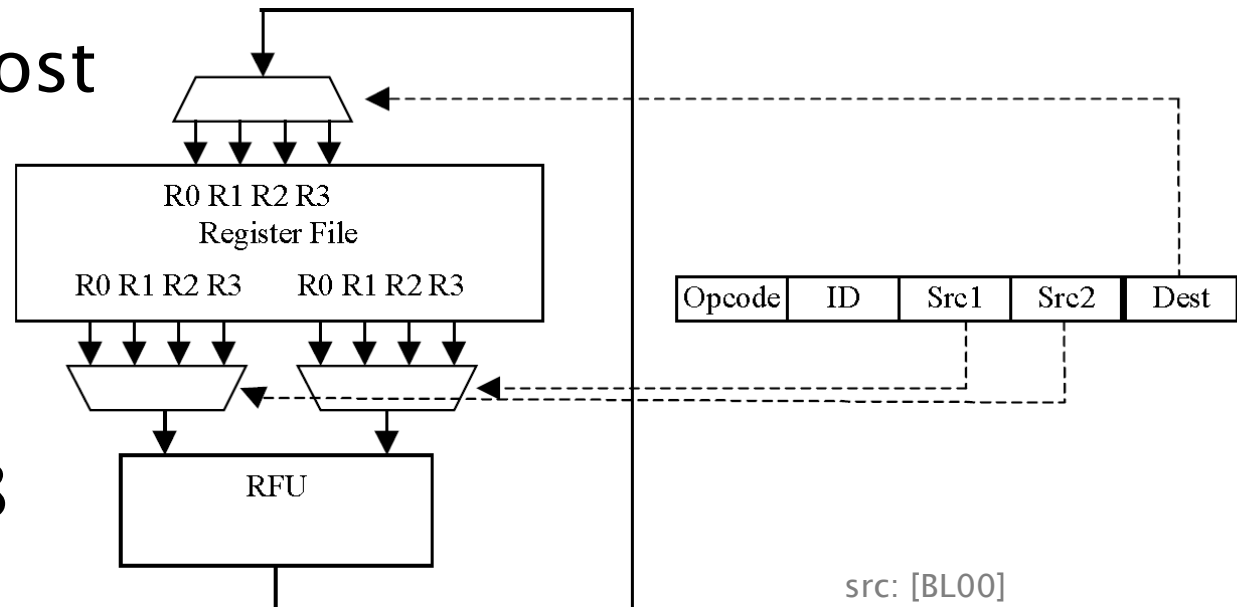 ost
R0 R1 R2 R3
Register File
R0 R1 R2 R3 R0 R1 R2 R3
Opcode ID Src1 Src2 Dest
RFU
src: [BL00]